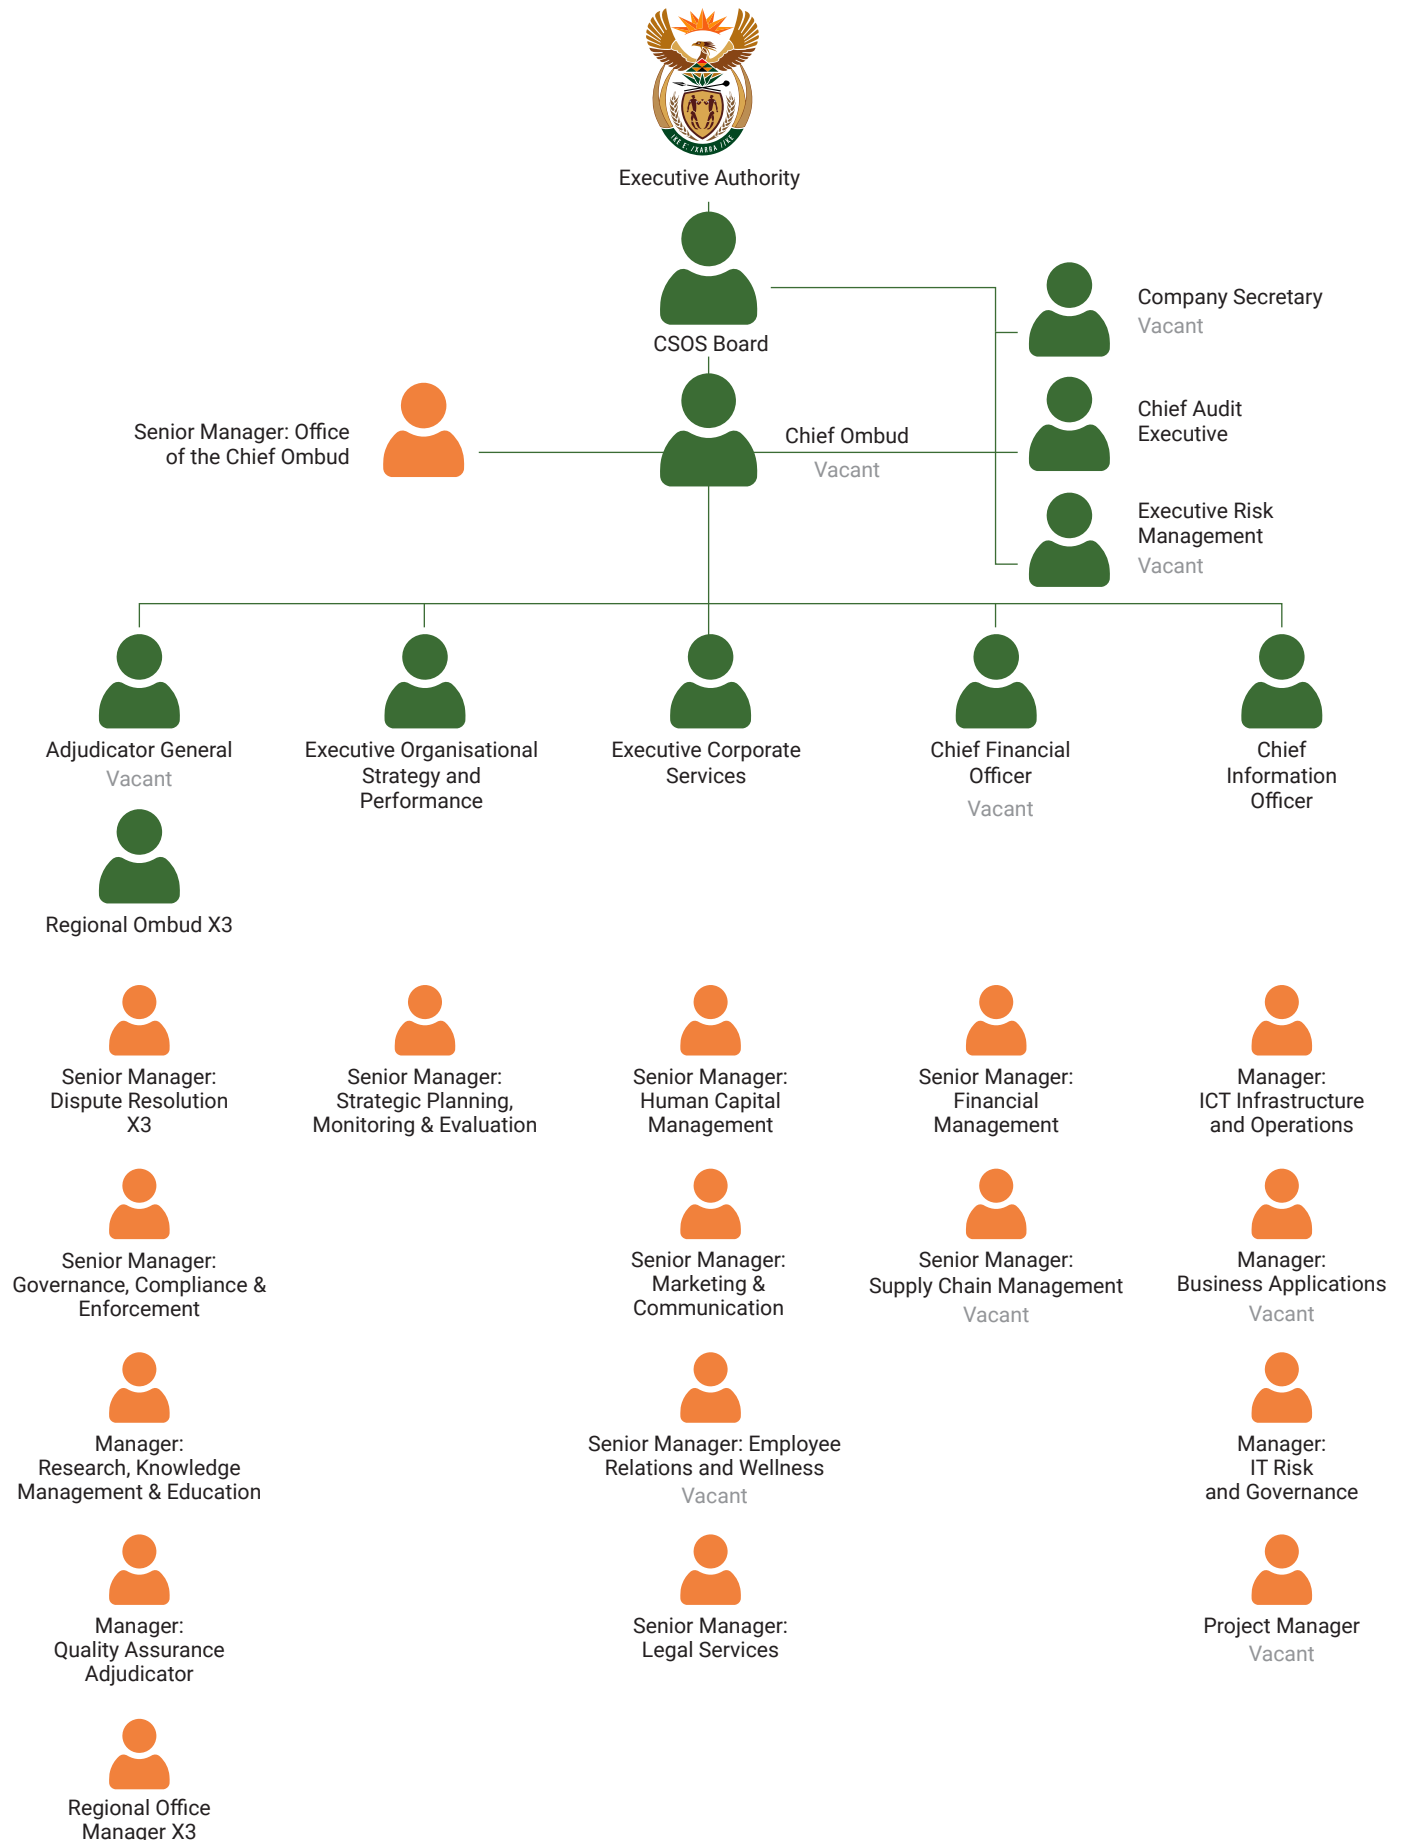 !KE E: /XARRA //KE
Executive Authority
CSOS Board
Company Secretary
Vacant
Chief Audit
Executive
Executive Risk
Management
Vacant
Senior Manager: Office
of the Chief Ombud
Chief Ombud
Vacant
Adjudicator General
Vacant
Executive Organisational
Strategy and
Performance
Executive Corporate
Services
Chief Financial
Officer
Vacant
Chief
Information
Officer
Regional Ombud X3
Senior Manager:
Dispute Resolution
X3
Senior Manager:
Strategic Planning,
Monitoring & Evaluation
Senior Manager:
Human Capital
Management
Senior Manager:
Financial
Management
Manager:
ICT Infrastructure
and Operations
Senior Manager:
Governance, Compliance &
Enforcement
Senior Manager:
Marketing &
Communication
Senior Manager:
Supply Chain Management
Vacant
Manager:
Business Applications
Vacant
Manager:
Research, Knowledge
Management & Education
Senior Manager: Employee
Relations and Wellness
Vacant
Manager:
IT Risk
and Governance
Manager:
Quality Assurance
Adjudicator
Senior Manager:
Legal Services
Project Manager
Vacant
Regional Office
Manager X3